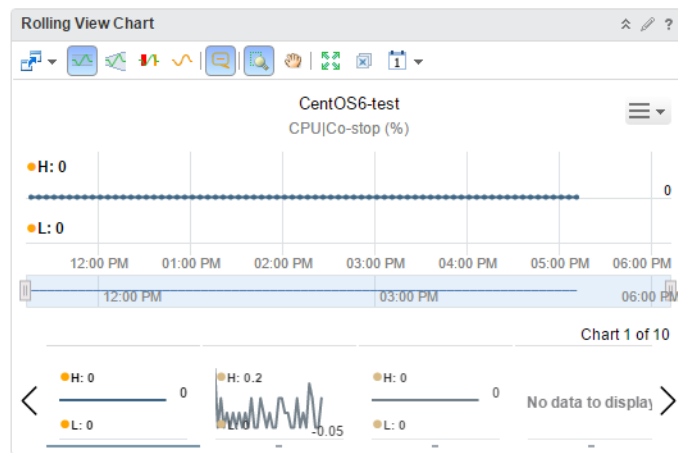 Rolling View Chart ?
1
CentOS6-test
CPU|Co-stop (%)
H: 0
0
L: 0
12:00 PM 01:00 PM 02:00 PM 03:00 PM 04:00 PM 05:00 PM 06:00 PM
12:00 PM 03:00 PM 06:00 PM
Chart 1 of 10
H: 0 0 H: 0.2 H: 0 0
No data to display
L: 0 L: 0 -0.05 L: 0